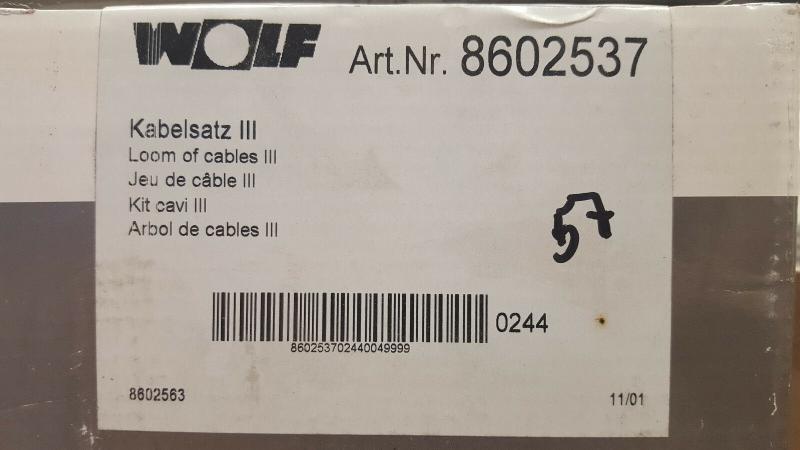 WOLF Art.Nr. 8602537
Kabelsatz III
Loom of cables III
Jeu de câble III
Kit cavi III
Arbol de cables III
57
0244
860253702440049999
8602563 11/01